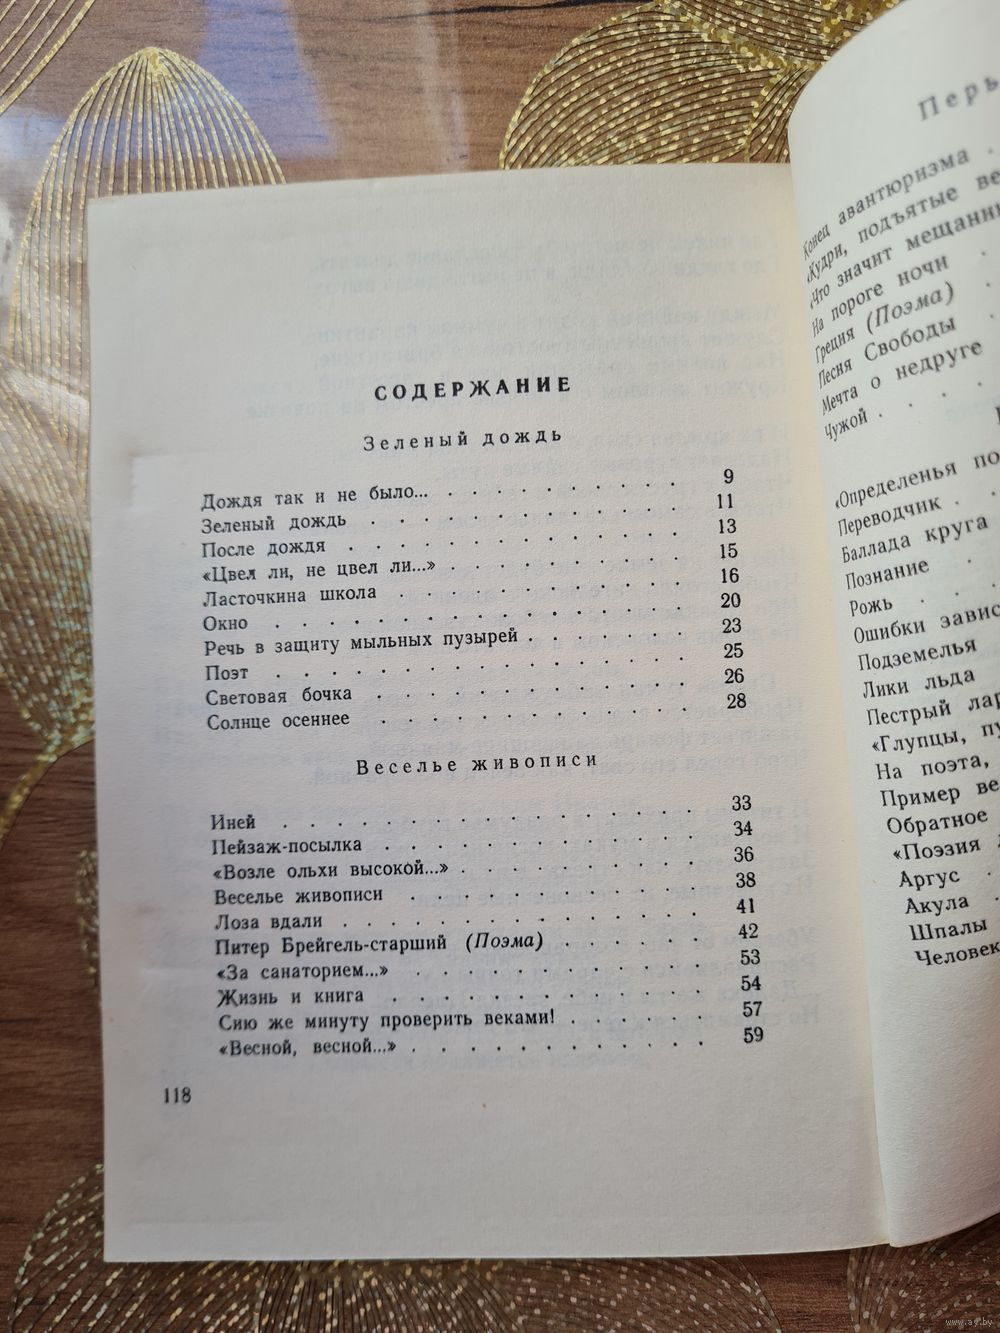 СОДЕРЖАНИЕ
Зеленый дождь
Дождя так и не было... . . . . . . . . . . 9
Зеленый дождь . . . . . . . . . . . . 11
После дождя . . . . . . . . . . . . . 13
«Цвел ли, не цвел ли...» . . . . . . . . . 15
Ласточкина школа . . . . . . . . . . . 16
Окно . . . . . . . . . . . . . . . . 20
Речь в защиту мыльных пузырей . . . . . . 23
Поэт . . . . . . . . . . . . . . . . 25
Световая бочка . . . . . . . . . . . . 26
Солнце осеннее . . . . . . . . . . . . 28
Веселье живописи
Иней . . . . . . . . . . . . . . . . 33
Пейзаж-посылка . . . . . . . . . . . . 34
«Возле ольхи высокой...» . . . . . . . . . 36
Веселье живописи . . . . . . . . . . . 38
Лоза вдали . . . . . . . . . . . . . . 41
Питер Брейгель-старший (Поэма) . . . . . . 42
«За санаторием...» . . . . . . . . . . . 53
Жизнь и книга . . . . . . . . . . . . 54
Сию же минуту проверить веками! . . . . . 57
«Весной, весной...» . . . . . . . . . . . 59
118
Конец авантюризма .
«Кудри, подъятые
«Что значит
На пороге ночи .
Греция (Поэма) .
Песня Свободы .
Мечта о недруге .
Чужой . . . .
«Определенья
Переводчик . .
Баллада круга
Познание .
Рожь . .
Ошибки
Подземелья
Лики льда
Пестрый
«Глупцы,
На поэта,
Пример
Обратное
«Поэзия
Аргус .
Акула .
Шпалы
Человек
www.ay.by